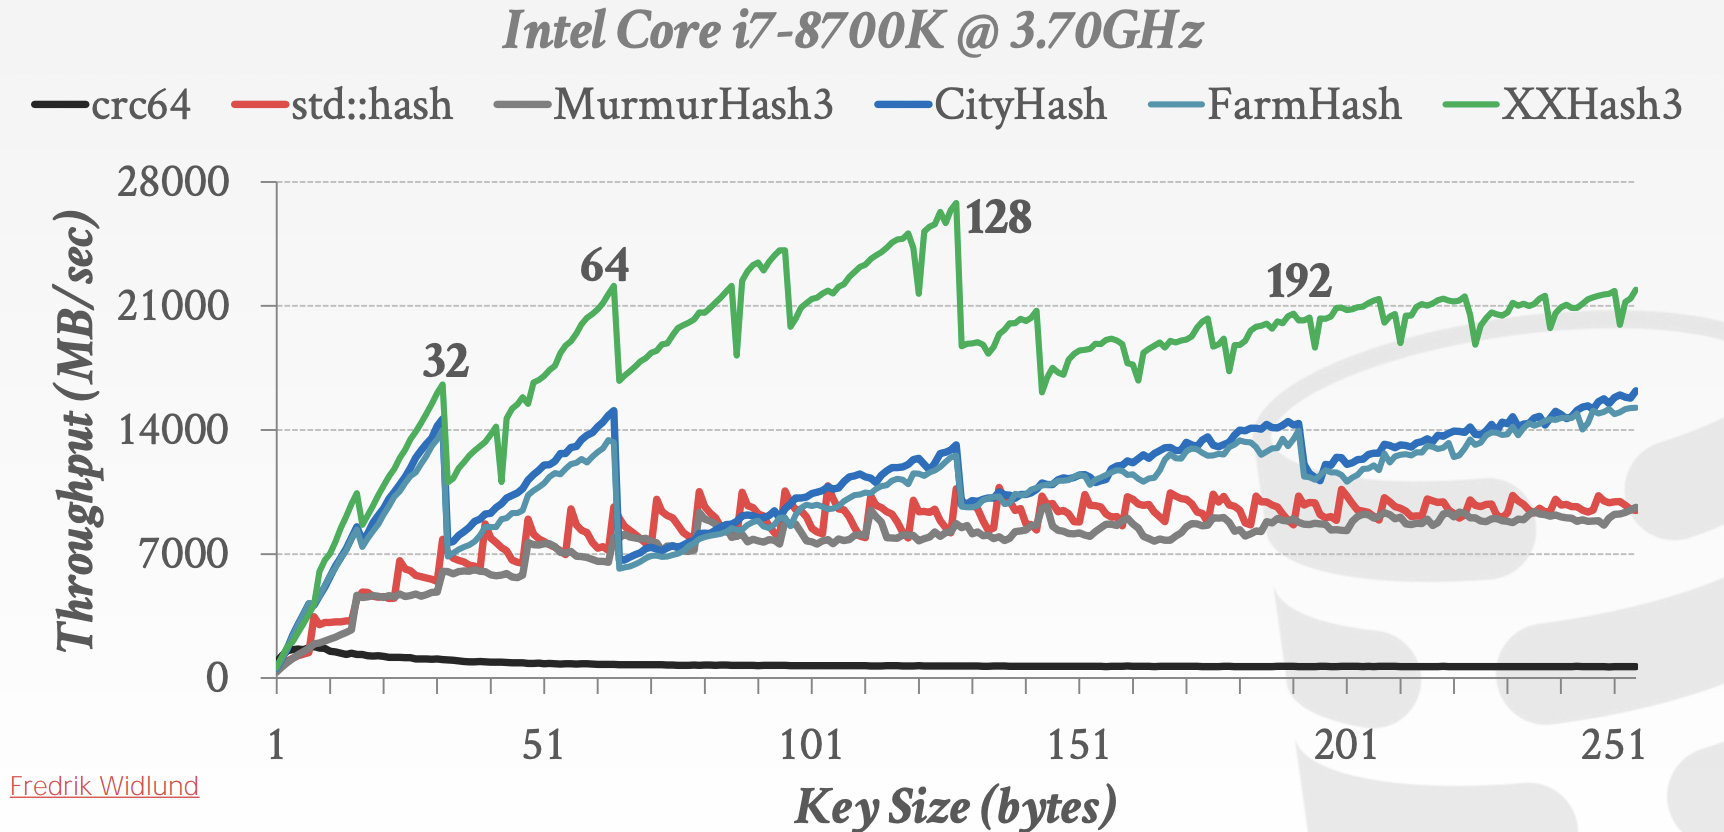 Intel Core i7-8700K @ 3.70GHz
crc64 std::hash MurmurHash3 CityHash FarmHash XXHash3
Throughput (MB/sec)
28000
21000
14000
7000
0
32
64
128
192
1 51 101 151 201 251
Key Size (bytes)
Fredrik Widlund